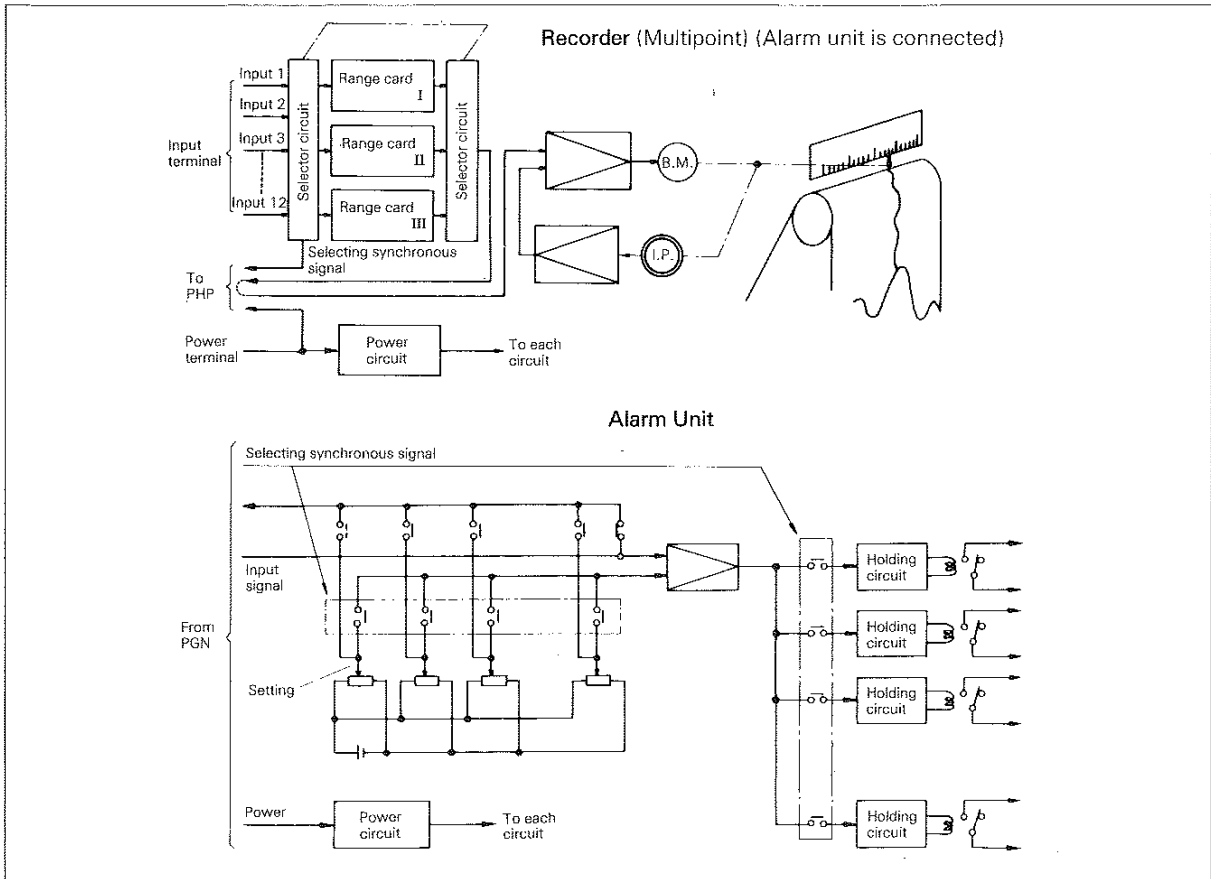 Recorder (Multipoint) (Alarm unit is connected)
Input 1
Input 2
Input 3
Input 12
Input
terminal
Selector circuit
Range card
I
Range card
II
Range card
III
Selector circuit
B.M.
I.P.
Selecting synchronous
signal
To
PHP
Power
terminal
Power
circuit
To each
circuit
Alarm Unit
Selecting synchronous signal
Input
signal
From
PGN
Setting
Holding
circuit
Holding
circuit
Holding
circuit
Holding
circuit
Power
Power
circuit
To each
circuit